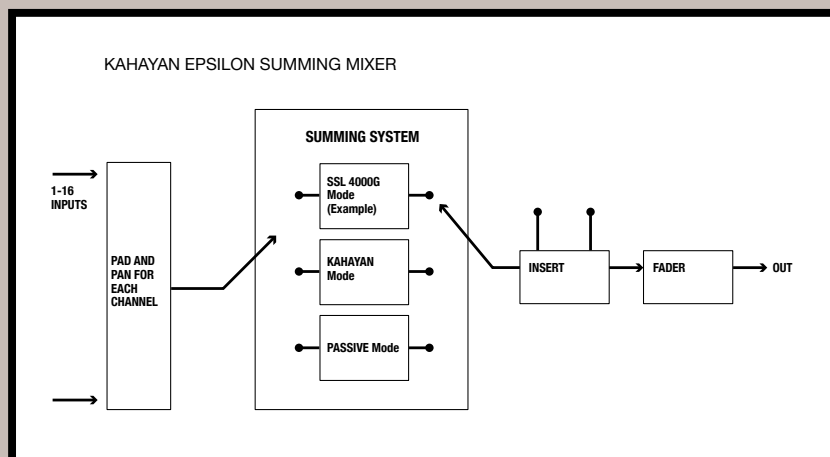 KAHAYAN EPSILON SUMMING MIXER
1-16
INPUTS
PAD AND
PAN FOR
EACH
CHANNEL
SUMMING SYSTEM
SSL 4000G
Mode
(Example)
KAHAYAN
Mode
PASSIVE Mode
INSERT
FADER
OUT